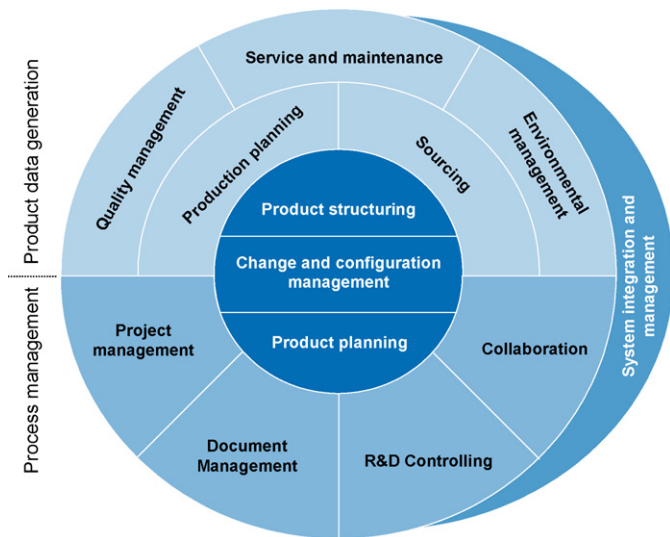 Product data generation
Process management
Service and maintenance
Quality management
Environmental
management
Production planning
Sourcing
Product structuring
Change and configuration
management
Product planning
System integration and
management
Project
management
Collaboration
Document
Management
R&D Controlling